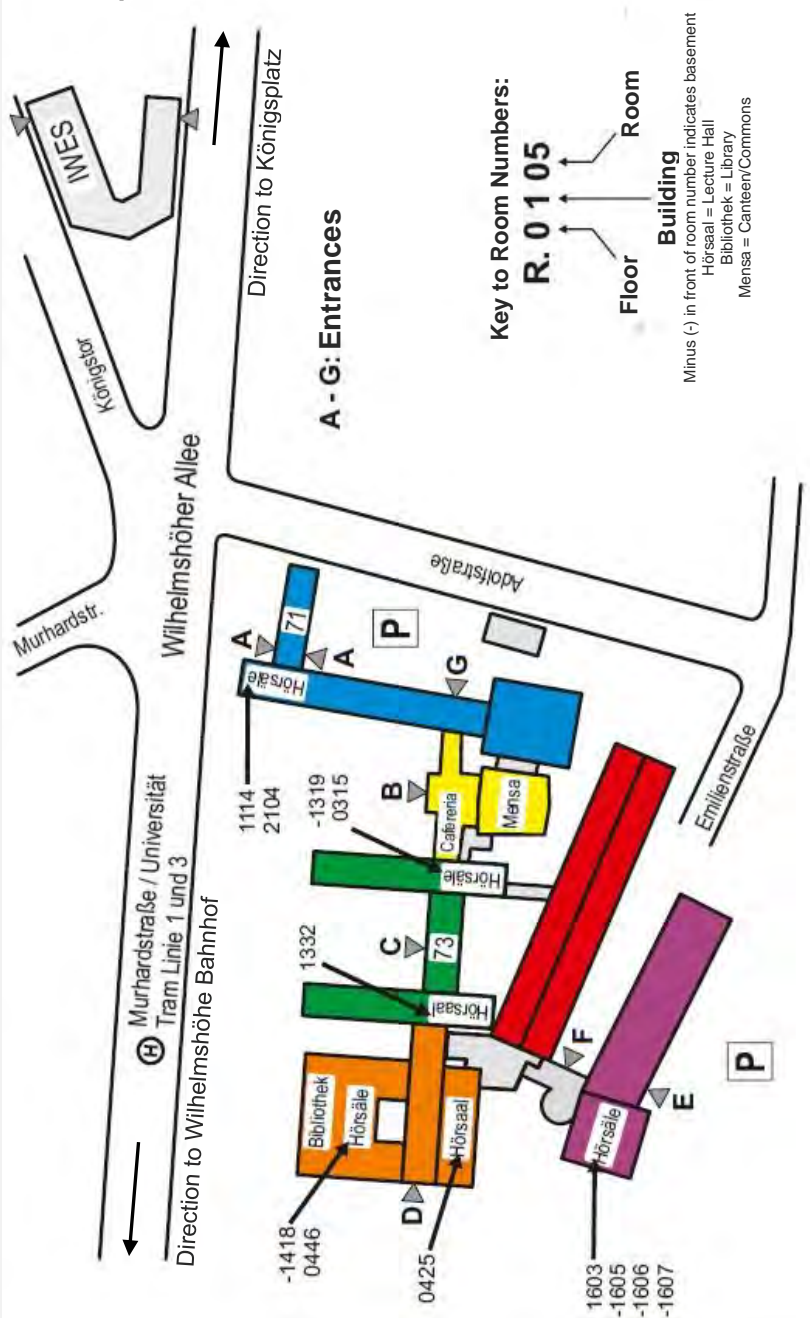 IWES
Königstor
Direction to Königsplatz
Murhardstr.
Wilhelmshöher Allee
Ⓗ Murhardstraße / Universität
Tram Linie 1 und 3
Direction to Wilhelmshöhe Bahnhof
A - G: Entrances
Key to Room Numbers:
R. 0 1 05
Floor
Building
Room
Minus (-) in front of room number indicates basement
Hörsaal = Lecture Hall
Bibliothek = Library
Mensa = Canteen/Commons
Adolfstraße
Emilienstraße
A
71
A
Hörsäle
P
G
1114
2104
B
Cafereria
Mensa
-1319
0315
Hörsäle
C
73
1332
Hörsaal
Bibliothek
Hörsäle
Hörsaal
-1418
0446
D
0425
F
E
Hörsäle
P
1603
-1605
-1606
-1607